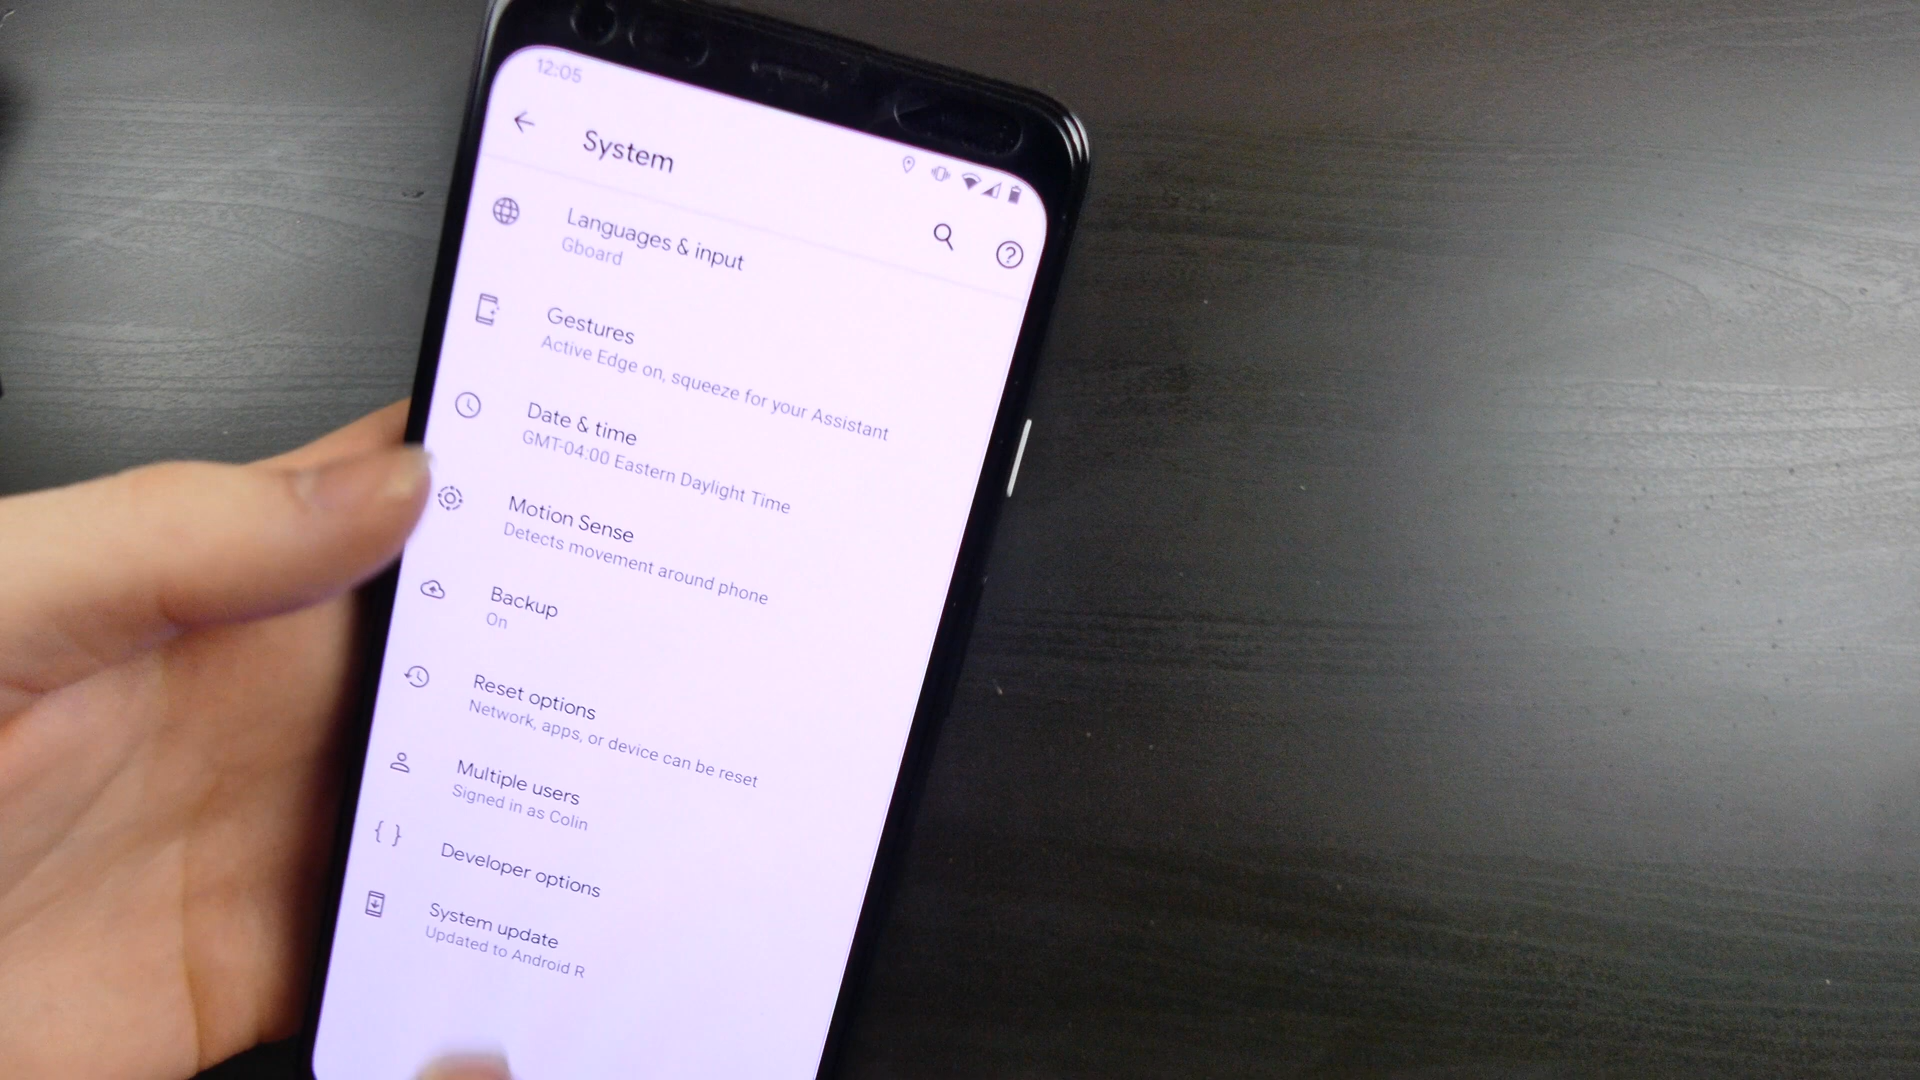 12:05
System
Languages & input
Gboard
Gestures
Active Edge on, squeeze for your Assistant
Date & time
GMT-04:00 Eastern Daylight Time
Motion Sense
Detects movement around phone
Backup
On
Reset options
Network, apps, or device can be reset
Multiple users
Signed in as Colin
Developer options
System update
Updated to Android R